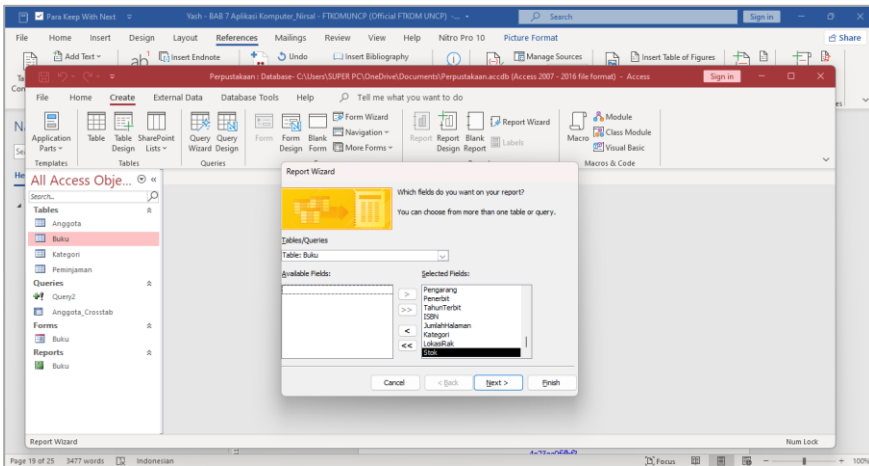 Para Keep With Next
Yash - BAB 7 Aplikasi Komputer_Nirsal - FTKOMUNCP (Official FTKOM UNCP) -...
Search
Sign in
File Home Insert Design Layout References Mailings Review View Help Nitro Pro 10 Picture Format
Share
Add Text
ab
Insert Endnote
Undo
Insert Bibliography
Manage Sources
Insert Table of Figures
Perpustakaan : Database- C:\Users\SUPER PC\OneDrive\Documents\Perpustakaan.accdb (Access 2007 - 2016 file format) - Access
Sign in
File Home Create External Data Database Tools Help Tell me what you want to do
Application Parts
Table
Table Design
SharePoint Lists
Query Wizard
Query Design
Form
Form Design
Blank Form
Form Wizard
Navigation
More Forms
Report
Report Design
Blank Report
Report Wizard
Labels
Macro
Module
Class Module
Visual Basic
Templates
Tables
Queries
Macros & Code
All Access Obje...
Search...
Tables
Anggota
Buku
Kategori
Peminjaman
Queries
Query2
Anggota_Crosstab
Forms
Buku
Reports
Buku
Report Wizard
Which fields do you want on your report?
You can choose from more than one table or query.
Tables/Queries
Table: Buku
Available Fields:
Selected Fields:
>
>>
<
<<
Pengarang
Penerbit
TahunTerbit
ISBN
JumlahHalaman
Kategori
LokasiRak
Stok
Cancel
< Back
Next >
Finish
Report Wizard
Num Lock
Page 19 of 25 3477 words Indonesian
Focus
100%